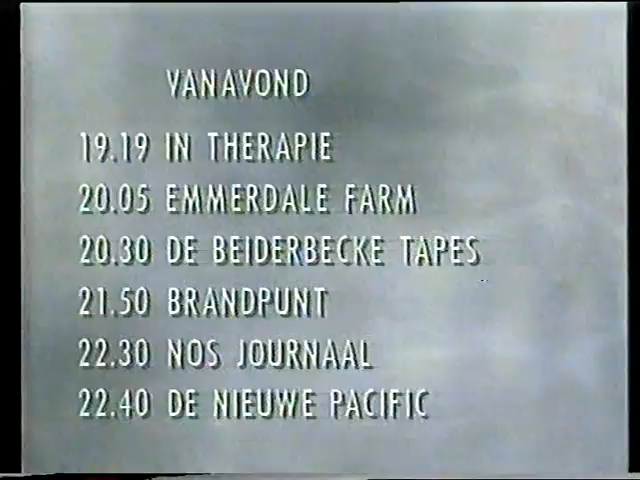 VANAVOND
19.19 IN THERAPIE
20.05 EMMERDALE FARM
20.30 DE BEIDERBECKE TAPES
21.50 BRANDPUNT
22.30 NOS JOURNAAL
22.40 DE NIEUWE PACIFIC